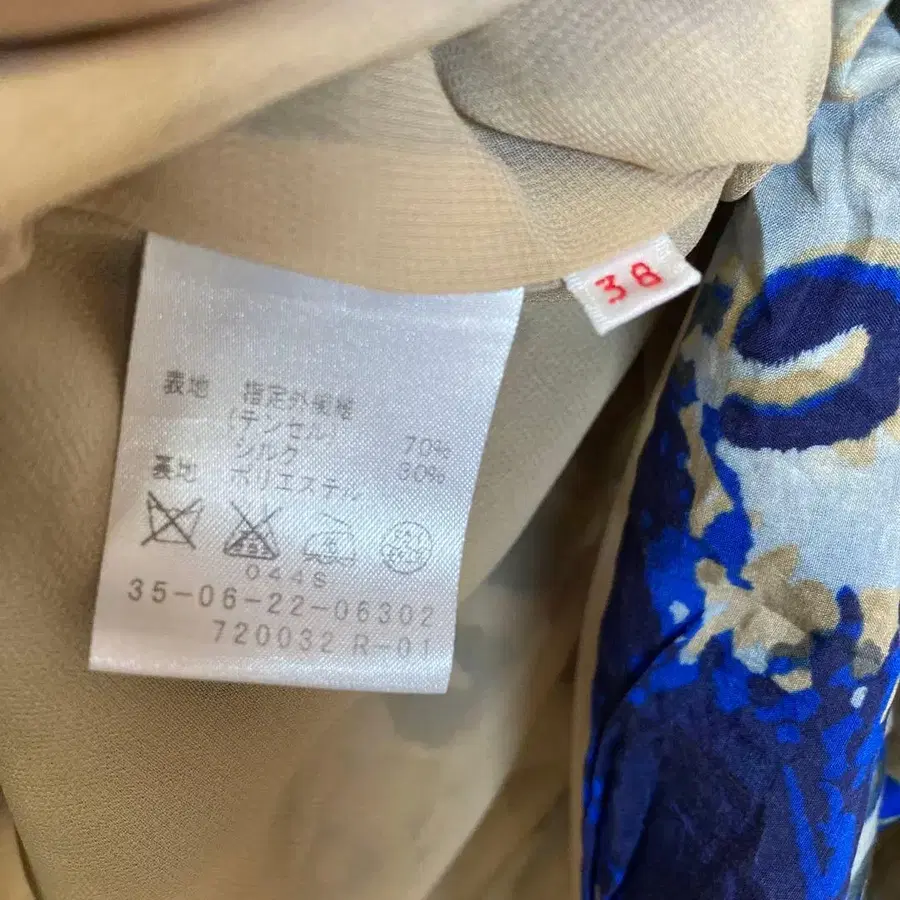 38
表地 指定外繊維
(テンセル) 70%
シルク 30%
裏地 ポリエステル
044S
35-06-22-06302
720032 R-01